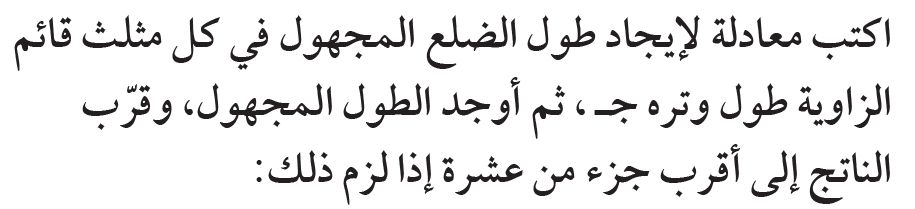 اكتب معادلة لإيجاد طول الضلع المجهول في كل مثلث قائم
الزاوية طول وتره جـ ، ثم أوجد الطول المجهول، وقرّب
الناتج إلى أقرب جزء من عشرة إذا لزم ذلك: